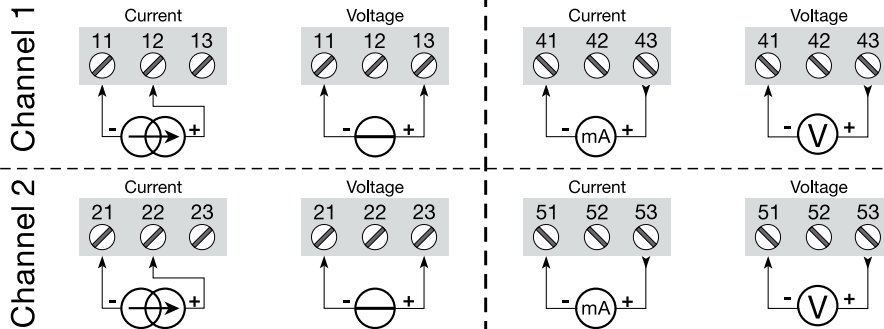 Channel 1
Current
11 12 13
- +
Voltage
11 12 13
- +
Current
41 42 43
- mA +
Voltage
41 42 43
- V +
Channel 2
Current
21 22 23
- +
Voltage
21 22 23
- +
Current
51 52 53
- mA +
Voltage
51 52 53
- V +